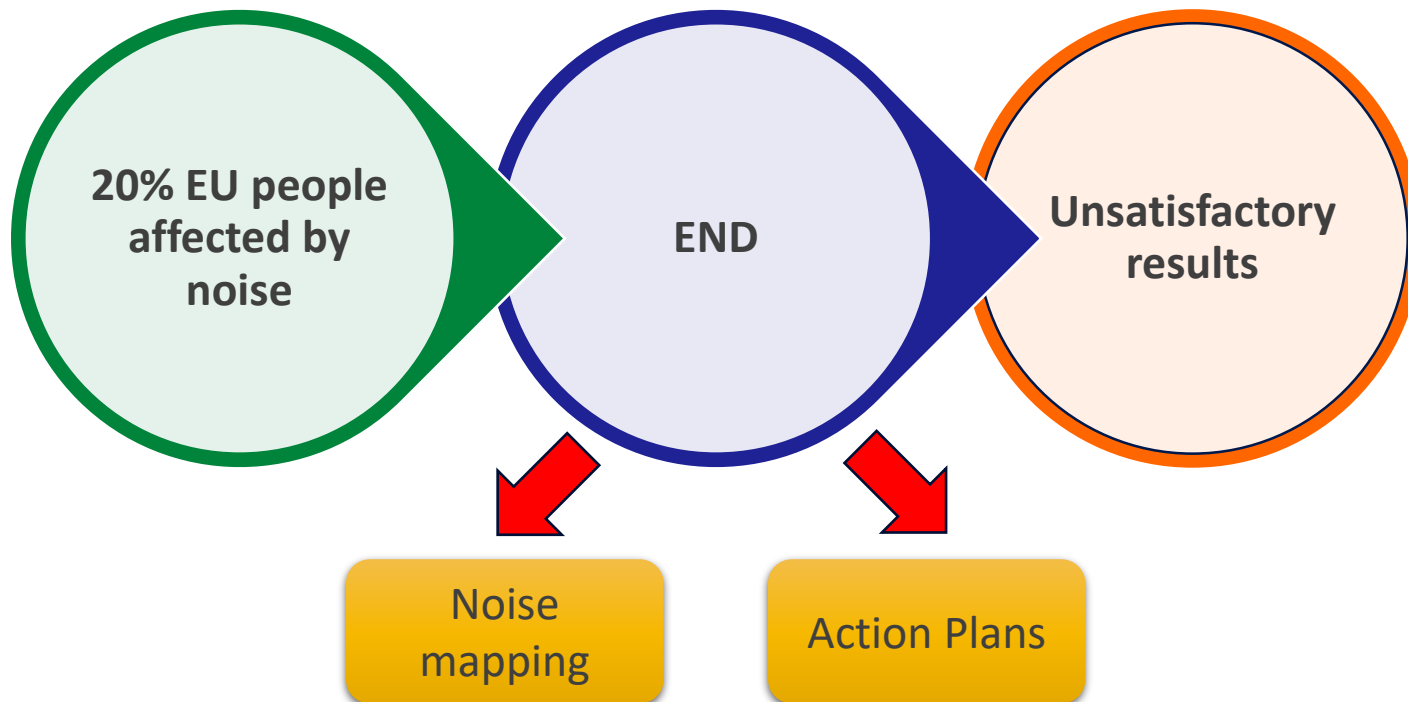 20% EU people
affected by
noise
END
Unsatisfactory
results
Noise
mapping
Action Plans